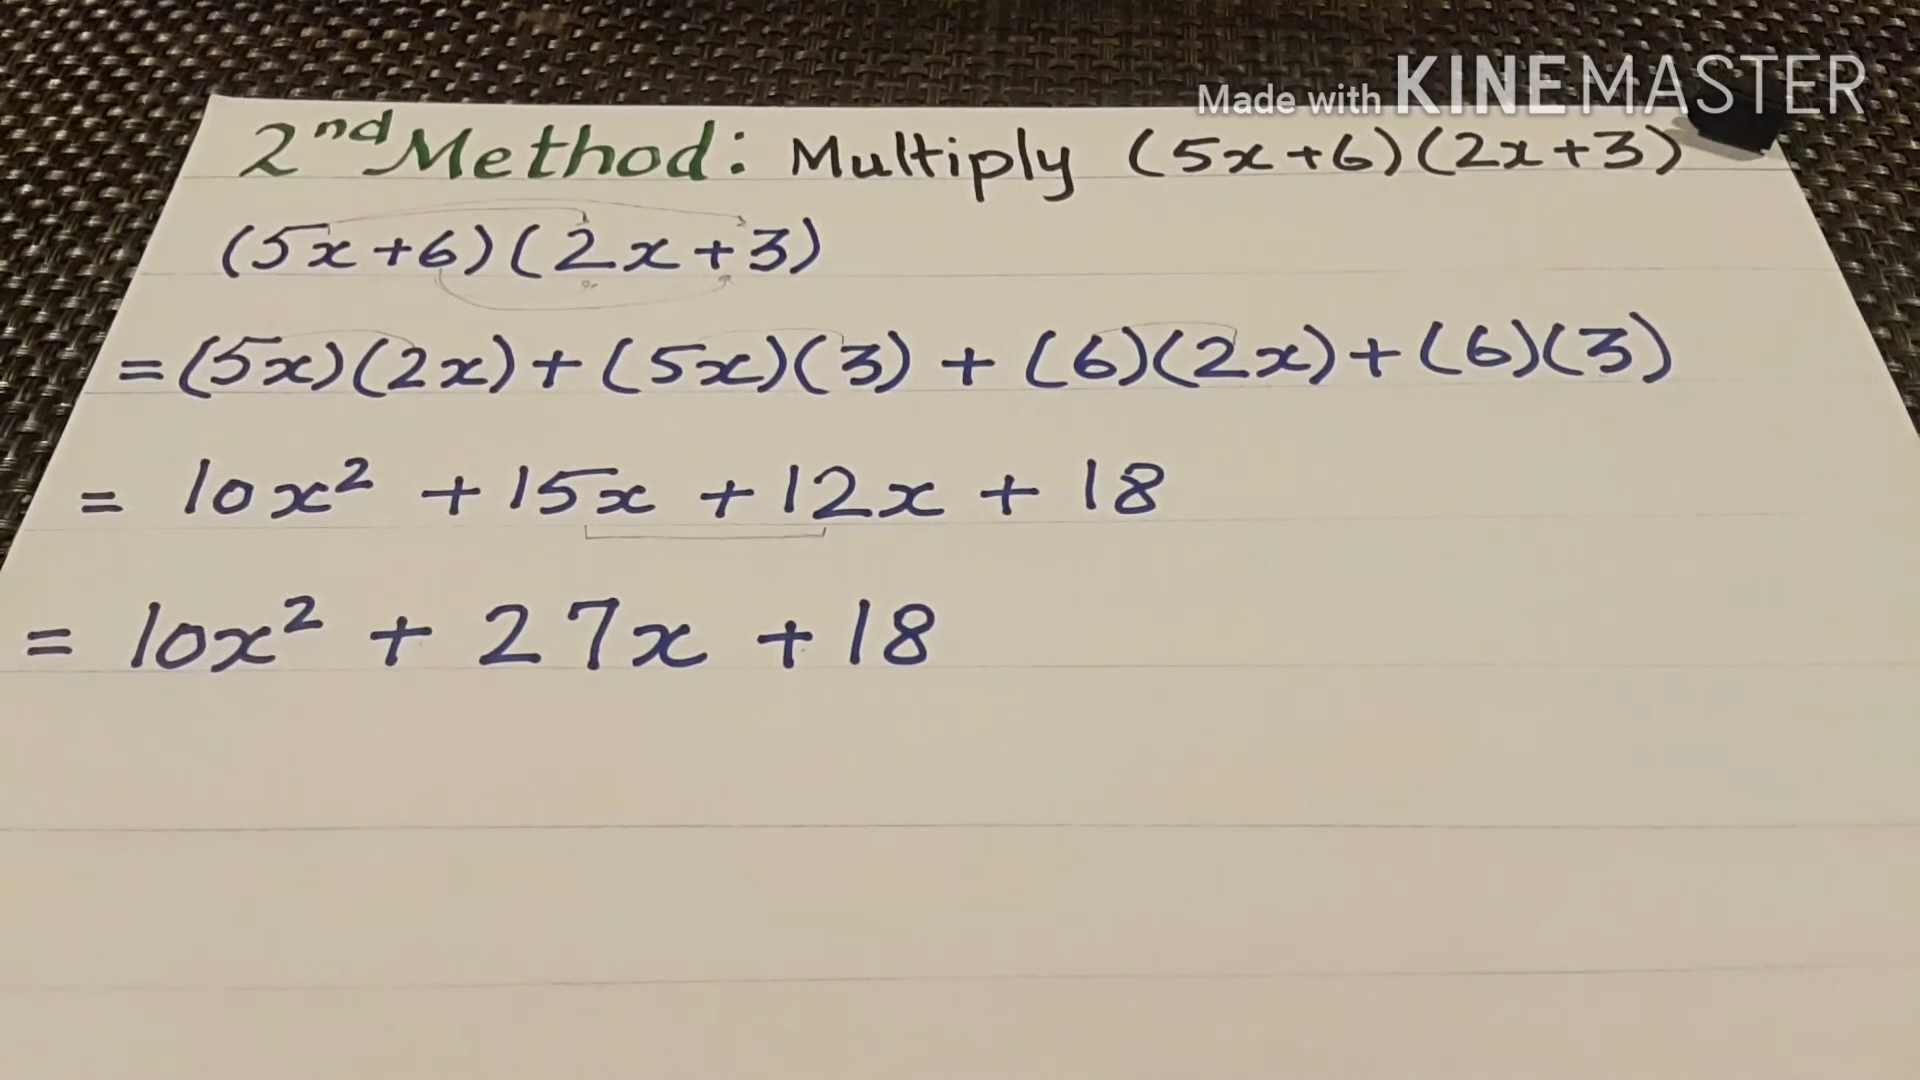 Made with KINEMASTER
2nd Method: Multiply (5x+6)(2x+3)
(5x+6)(2x+3)
=(5x)(2x)+(5x)(3)+(6)(2x)+(6)(3)
= 10x² +15x +12x + 18
= 10x² + 27x +18